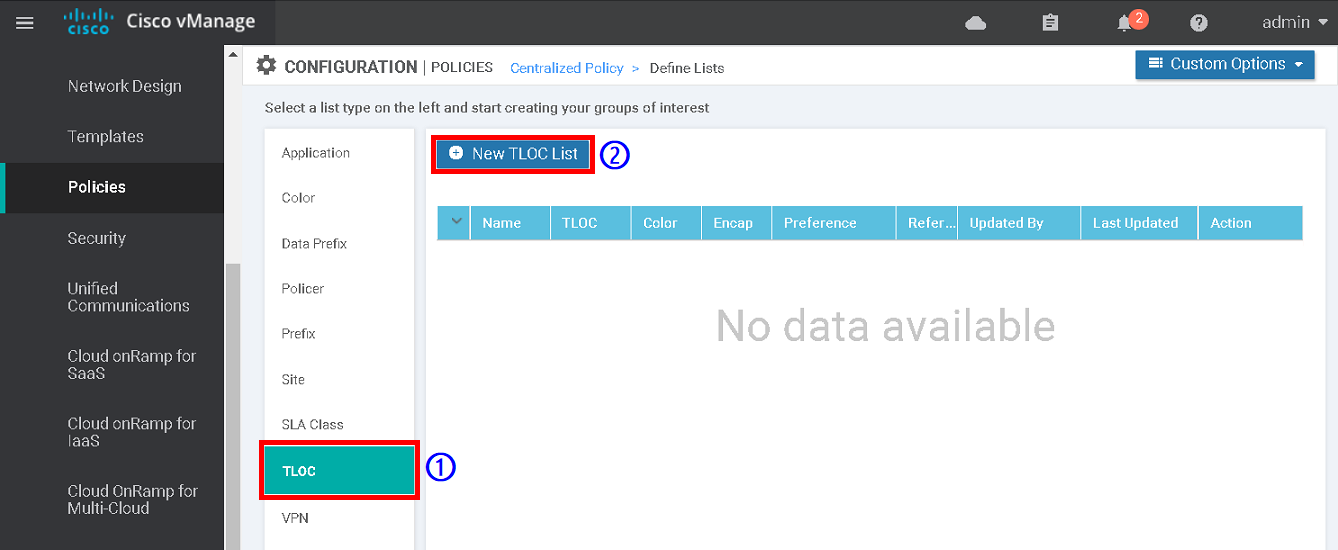 cisco Cisco vManage
2
admin
Network Design
Templates
Policies
Security
Unified
Communications
Cloud onRamp for
SaaS
Cloud onRamp for
IaaS
Cloud OnRamp for
Multi-Cloud
CONFIGURATION | POLICIES Centralized Policy > Define Lists
Custom Options
Select a list type on the left and start creating your groups of interest
Application
Color
Data Prefix
Policer
Prefix
Site
SLA Class
TLOC
①
VPN
New TLOC List
②
Name TLOC Color Encap Preference Refer... Updated By Last Updated Action
No data available